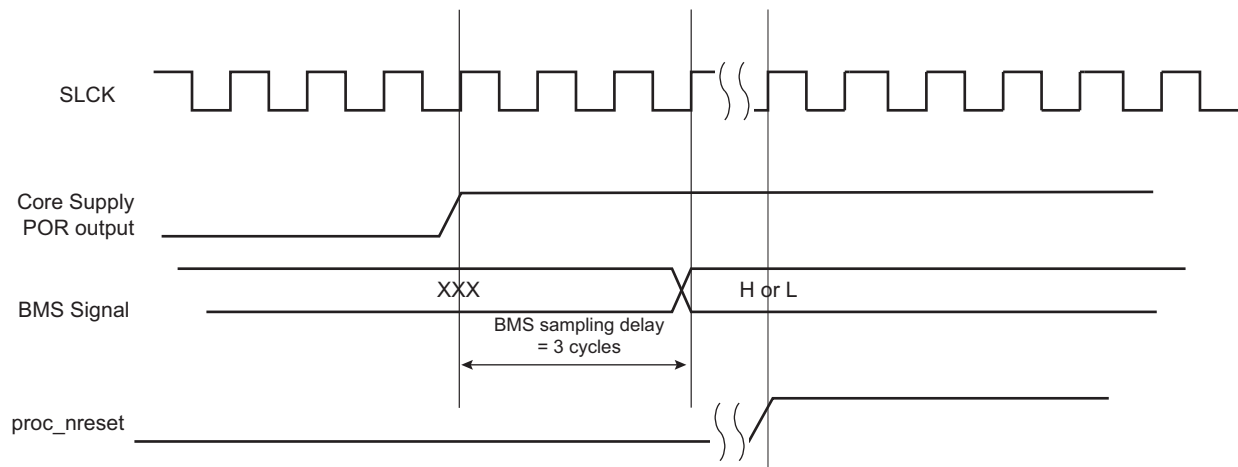 SLCK
Core Supply
POR output
XXX
H or L
BMS Signal
BMS sampling delay
= 3 cycles
proc_nreset